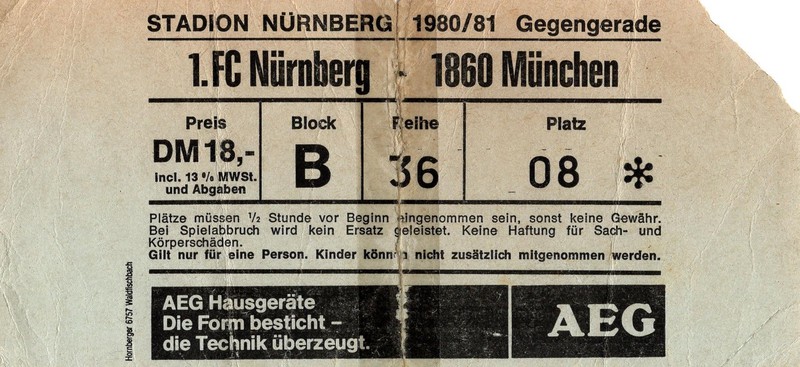 STADION NÜRNBERG 1980/81 Gegengerade
1.FC Nürnberg - 1860 München
Preis Block Reihe Platz
DM 18,- B 36 08 *
incl. 13 % MWSt.
und Abgaben
Plätze müssen ½ Stunde vor Beginn eingenommen sein, sonst keine Gewähr.
Bei Spielabbruch wird kein Ersatz geleistet. Keine Haftung für Sach- und
Körperschäden.
Gilt nur für eine Person. Kinder können nicht zusätzlich mitgenommen werden.
AEG Hausgeräte
Die Form besticht –
die Technik überzeugt.
AEG
Hornberger 6757 Waldfischbach